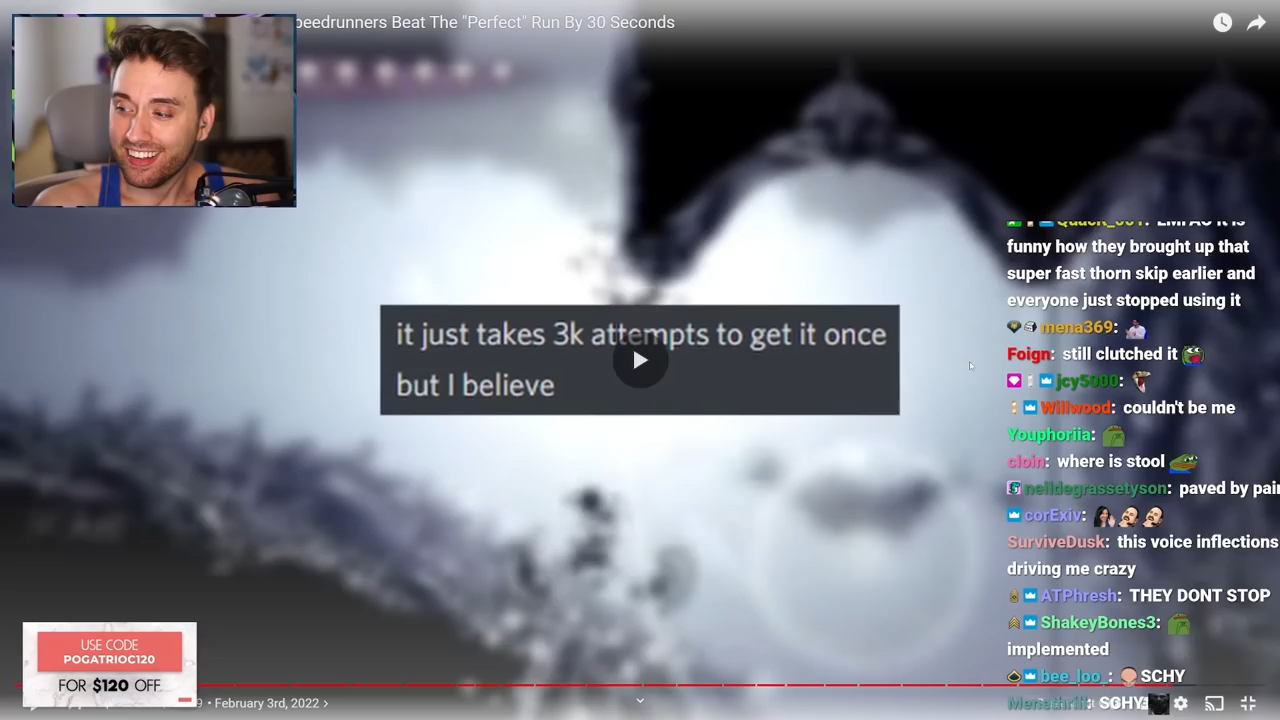 peedrunners Beat The "Perfect" Run By 30 Seconds
it just takes 3k attempts to get it once
but I believe
funny how they brought up that
super fast thorn skip earlier and
everyone just stopped using it
mena369:
Foign: still clutched it
jcy5000:
Willwood: couldn't be me
Youphoriia:
cloin: where is stool
neildegrassetyson: paved by pai
corExiv:
SurviveDusk: this voice inflections
driving me crazy
ATPhresh: THEY DONT STOP
ShakeyBones3:
implemented
bee_loo_: SCHY
SCHY
USE CODE
POGATRIOC120
FOR $120 OFF
9 • February 3rd, 2022 >